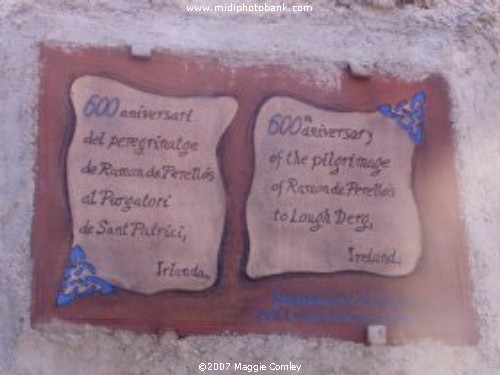 www.midiphotobank.com
600 aniversari
del peregrinatge
de Ramon de Perellós
al Purgatori
de Sant Patrici,
Irlanda.
600th aniversary
of the pilgrimage
of Ramon de Perellós
to Lough Derg,
Ireland.
©2007 Maggie Comley